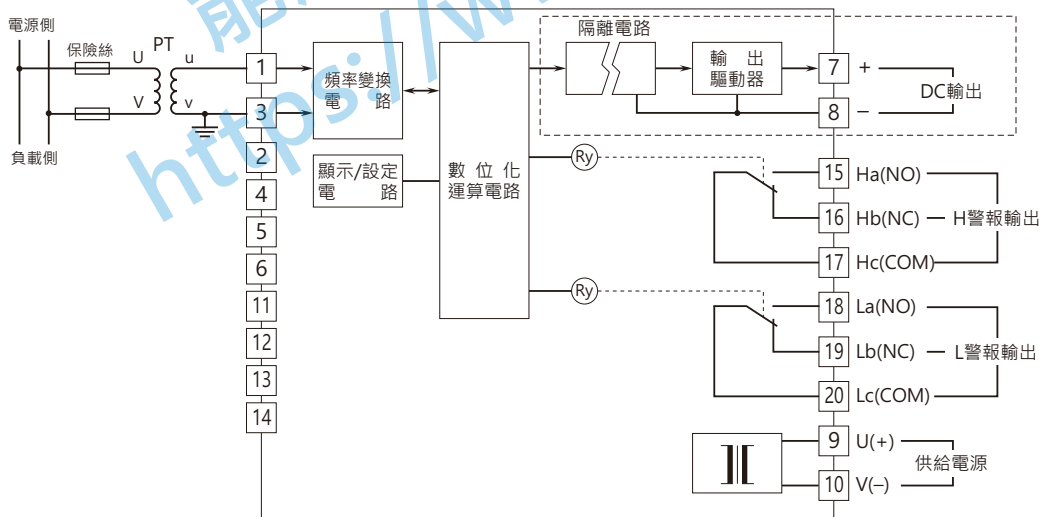 電源側
保險絲
U
PT
u
V
v
負載側
1
3
2
4
5
6
11
12
13
14
頻率變換
電 路
顯示/設定
電 路
數 位 化
運算電路
隔離電路
輸 出
驅動器
7 +
8 −
DC輸出
Ry
15 Ha(NO)
16 Hb(NC)
H警報輸出
17 Hc(COM)
Ry
18 La(NO)
19 Lb(NC)
L警報輸出
20 Lc(COM)
9 U(+)
供給電源
10 V(−)